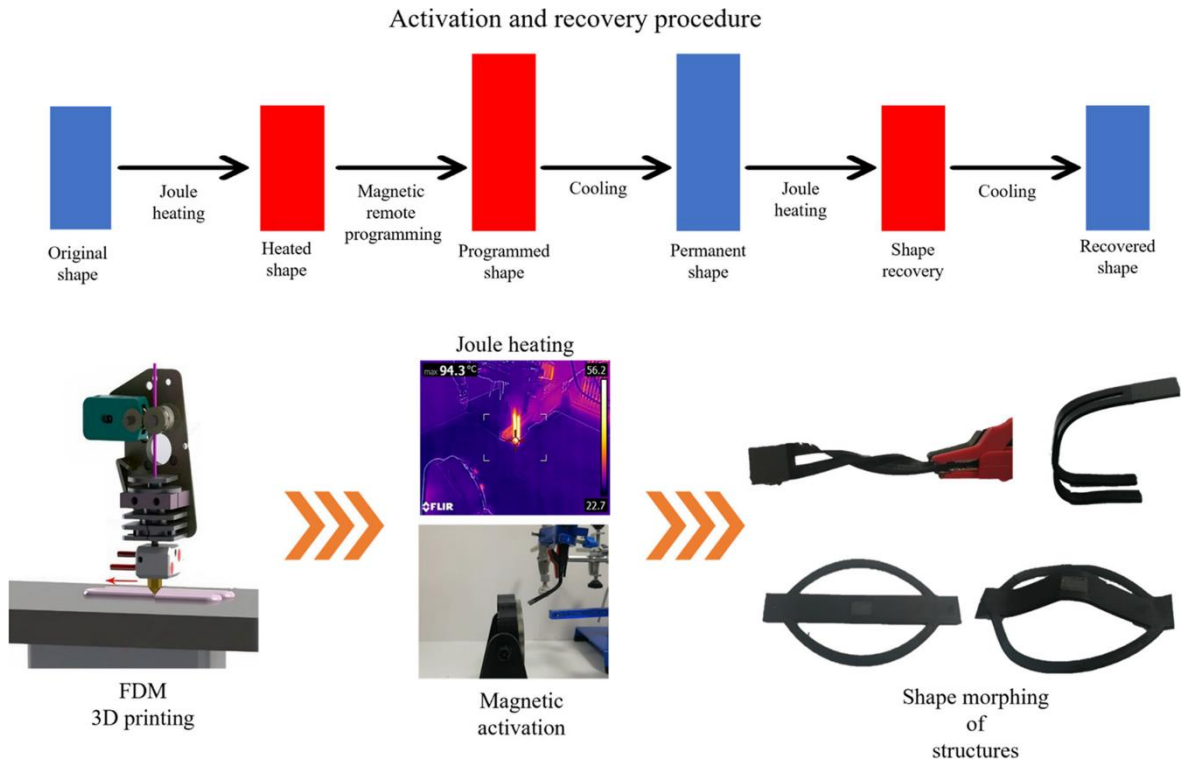 Activation and recovery procedure
Joule
heating
Magnetic
remote
programming
Cooling
Joule
heating
Cooling
Original
shape
Heated
shape
Programmed
shape
Permanent
shape
Shape
recovery
Recovered
shape
Joule heating
max 94.3 °C
56.2
22.7
FLIR
FDM
3D printing
Magnetic
activation
Shape morphing
of
structures